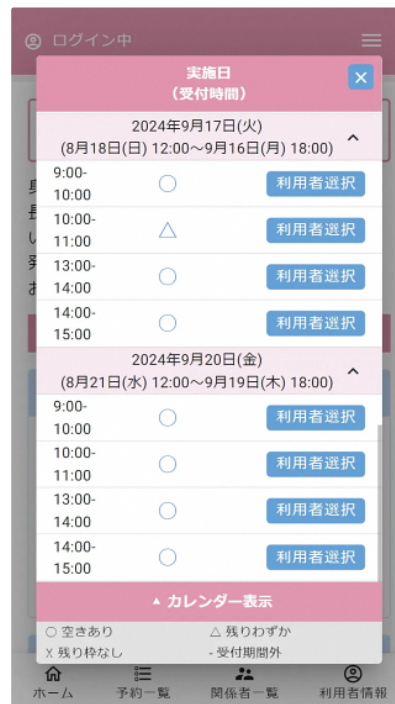 ログイン中
実施日
(受付時間)
2024年9月17日(火)
(8月18日(日) 12:00～9月16日(月) 18:00)
9:00-
10:00
○
利用者選択
10:00-
11:00
△
利用者選択
13:00-
14:00
○
利用者選択
14:00-
15:00
○
利用者選択
2024年9月20日(金)
(8月21日(水) 12:00～9月19日(木) 18:00)
9:00-
10:00
○
利用者選択
10:00-
11:00
○
利用者選択
13:00-
14:00
○
利用者選択
14:00-
15:00
○
利用者選択
▲ カレンダー表示
○ 空きあり
△ 残りわずか
X 残り枠なし
- 受付期間外
ホーム
予約一覧
関係者一覧
利用者情報